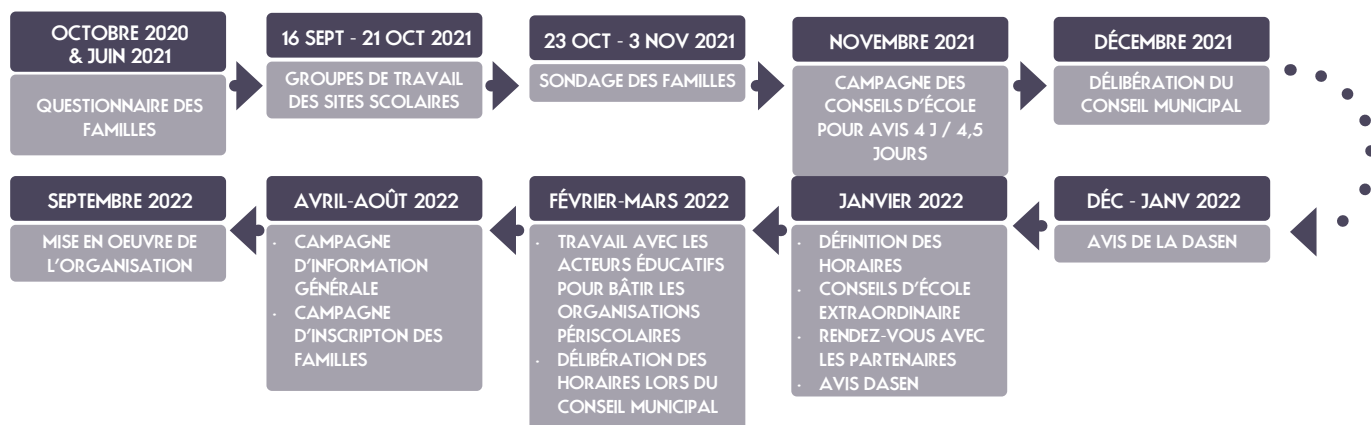 OCTOBRE 2020
& JUIN 2021
QUESTIONNAIRE DES
FAMILLES
16 SEPT - 21 OCT 2021
GROUPES DE TRAVAIL
DES SITES SCOLAIRES
23 OCT - 3 NOV 2021
SONDAGE DES FAMILLES
NOVEMBRE 2021
CAMPAGNE DES
CONSEILS D'ÉCOLE
POUR AVIS 4 J / 4,5
JOURS
DÉCEMBRE 2021
DÉLIBÉRATION DU
CONSEIL MUNICIPAL
DÉC - JANV 2022
AVIS DE LA DASEN
JANVIER 2022
· DÉFINITION DES
HORAIRES
· CONSEILS D'ÉCOLE
EXTRAORDINAIRE
· RENDEZ-VOUS AVEC
LES PARTENAIRES
· AVIS DASEN
FÉVRIER-MARS 2022
· TRAVAIL AVEC LES
ACTEURS ÉDUCATIFS
POUR BÂTIR LES
ORGANISATIONS
PÉRISCOLAIRES
· DÉLIBÉRATION DES
HORAIRES LORS DU
CONSEIL MUNICIPAL
AVRIL-AOÛT 2022
· CAMPAGNE
D'INFORMATION
GÉNÉRALE
· CAMPAGNE
D'INSCRIPTON DES
FAMILLES
SEPTEMBRE 2022
MISE EN OEUVRE DE
L'ORGANISATION